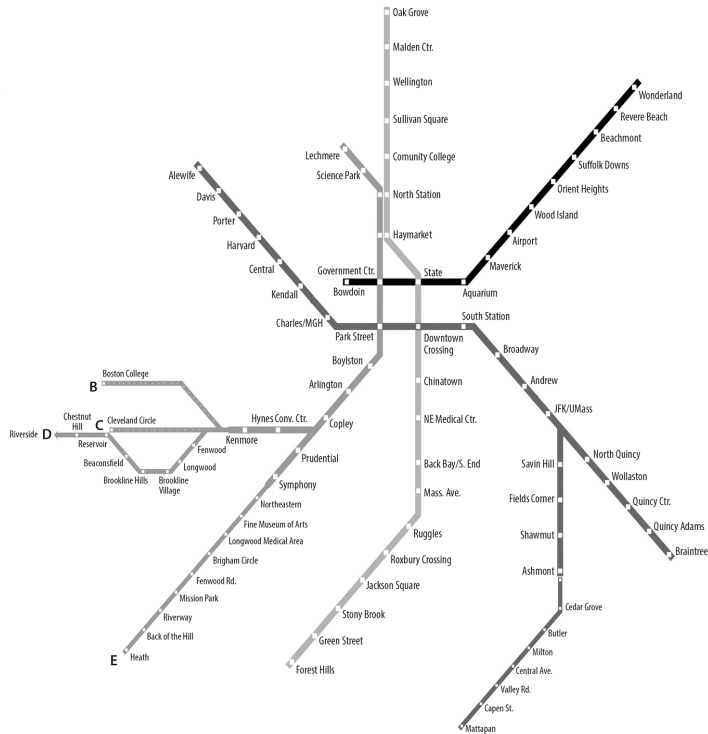 Oak Grove
Malden Ctr.
Wellington
Wonderland
Revere Beach
Sullivan Square
Beachmont
Lechmere
Comunity College
Suffolk Downs
Alewife
Science Park
Orient Heights
Davis
North Station
Porter
Wood Island
Harvard
Haymarket
Airport
Central
Maverick
Government Ctr.
State
Kendall
Bowdoin
Aquarium
Charles/MGH
South Station
Park Street
Downtown
Crossing
Broadway
Boylston
Boston College
B
Arlington
Chinatown
Andrew
Chestnut
Hill
C
Cleveland Circle
Hynes Conv. Ctr.
Copley
NE Medical Ctr.
JFK/UMass
Riverside
D
Reservoir
Kenmore
Fenwood
Prudential
Beaconsfield
Longwood
Back Bay/S. End
Savin Hill
North Quincy
Brookline Hills
Brookline
Village
Symphony
Wollaston
Mass. Ave.
Northeastern
Fields Corner
Quincy Ctr.
Fine Museum of Arts
Quincy Adams
Longwood Medical Area
Ruggles
Shawmut
Brigham Circle
Roxbury Crossing
Braintree
Fenwood Rd.
Jackson Square
Ashmont
Mission Park
Stony Brook
Cedar Grove
Riverway
Back of the Hill
Green Street
Butler
Heath
E
Milton
Forest Hills
Central Ave.
Valley Rd.
Capen St.
Mattapan